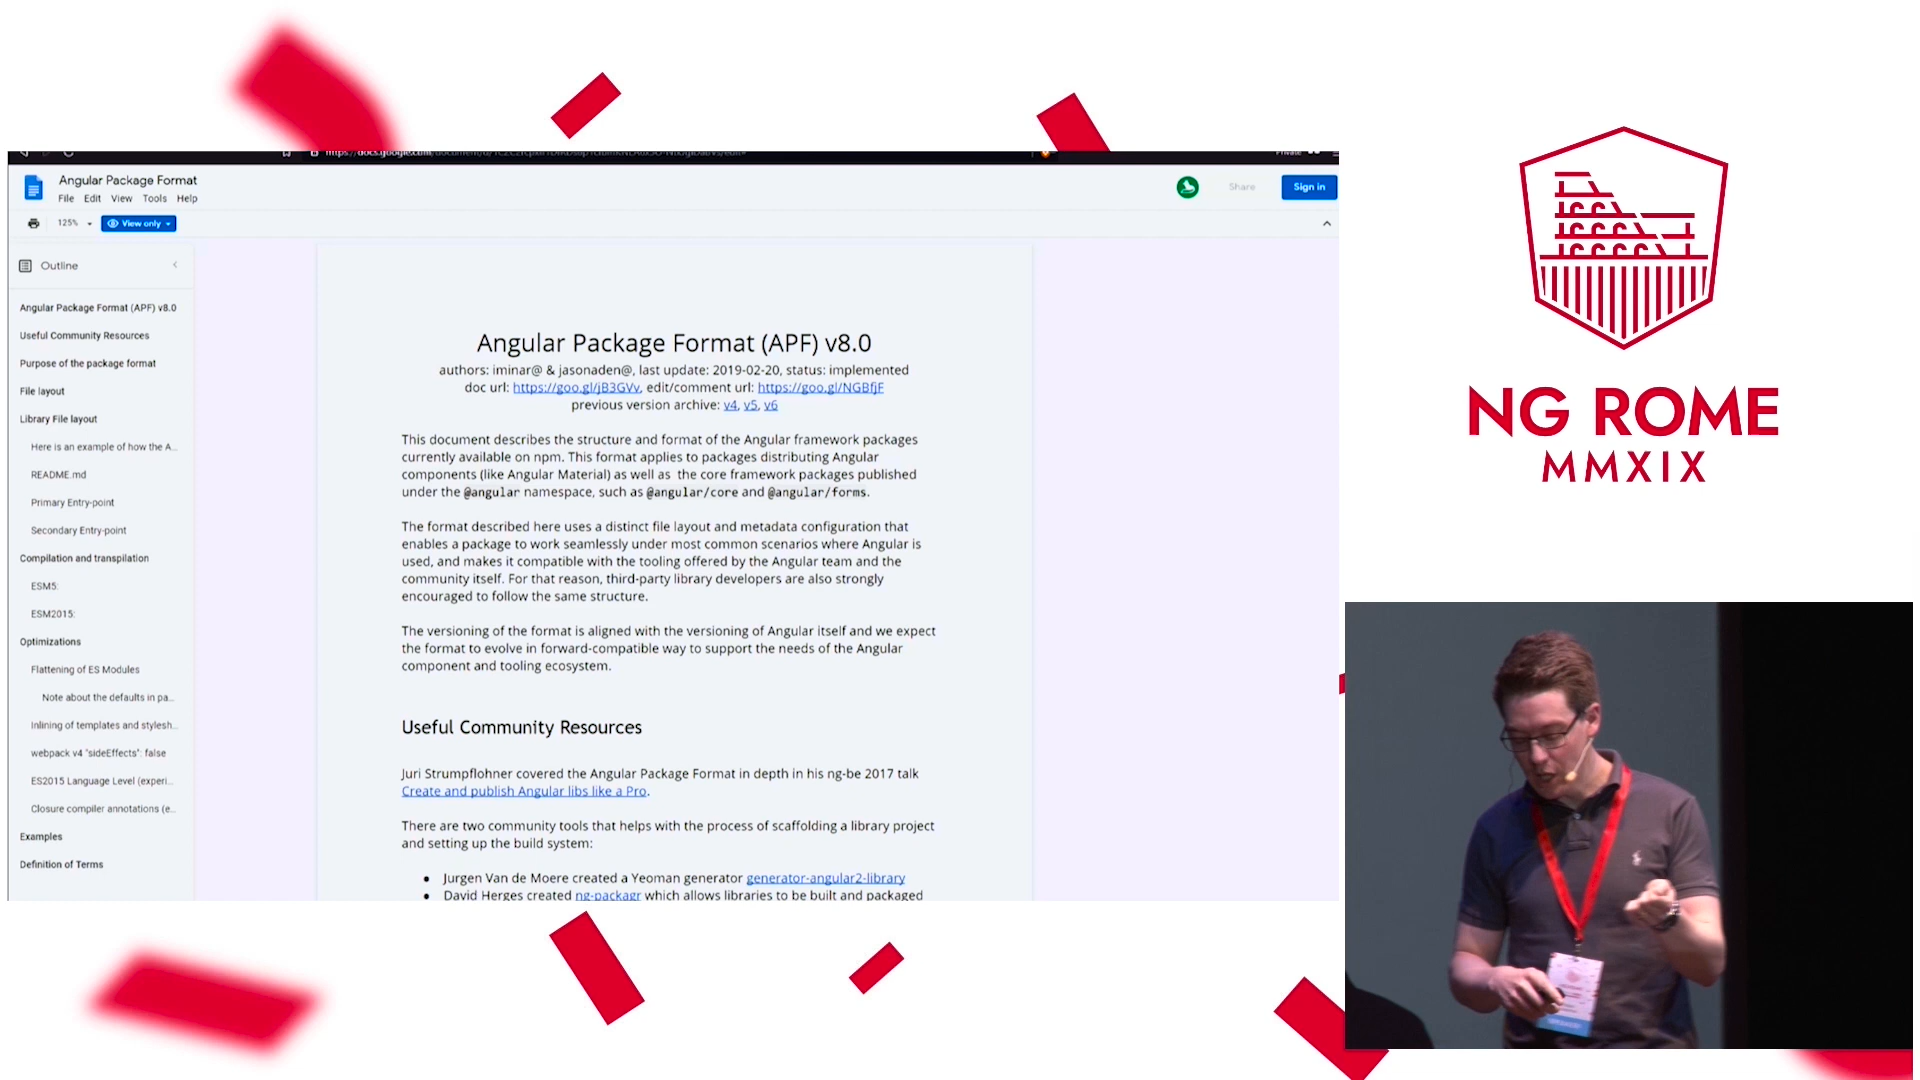 Angular Package Format
File Edit View Tools Help
Share
Sign in
125%
View only
Outline
Angular Package Format (APF) v8.0
Useful Community Resources
Purpose of the package format
File layout
Library File layout
Here is an example of how the A...
README.md
Primary Entry-point
Secondary Entry-point
Compilation and transpilation
ESM5:
ESM2015:
Optimizations
Flattening of ES Modules
Note about the defaults in pa...
Inlining of templates and stylesh...
webpack v4 "sideEffects": false
ES2015 Language Level (experi...
Closure compiler annotations (e...
Examples
Definition of Terms
Angular Package Format (APF) v8.0
authors: iminar@ & jasonaden@, last update: 2019-02-20, status: implemented
doc url: https://goo.gl/jB3GVv, edit/comment url: https://goo.gl/NGBfjF
previous version archive: v4, v5, v6
This document describes the structure and format of the Angular framework packages
currently available on npm. This format applies to packages distributing Angular
components (like Angular Material) as well as the core framework packages published
under the @angular namespace, such as @angular/core and @angular/forms.
The format described here uses a distinct file layout and metadata configuration that
enables a package to work seamlessly under most common scenarios where Angular is
used, and makes it compatible with the tooling offered by the Angular team and the
community itself. For that reason, third-party library developers are also strongly
encouraged to follow the same structure.
The versioning of the format is aligned with the versioning of Angular itself and we expect
the format to evolve in forward-compatible way to support the needs of the Angular
component and tooling ecosystem.
Useful Community Resources
Juri Strumpflohner covered the Angular Package Format in depth in his ng-be 2017 talk
Create and publish Angular libs like a Pro.
There are two community tools that helps with the process of scaffolding a library project
and setting up the build system:
● Jurgen Van de Moere created a Yeoman generator generator-angular2-library
● David Herges created ng-packagr which allows libraries to be built and packaged
NG ROME
MMXIX